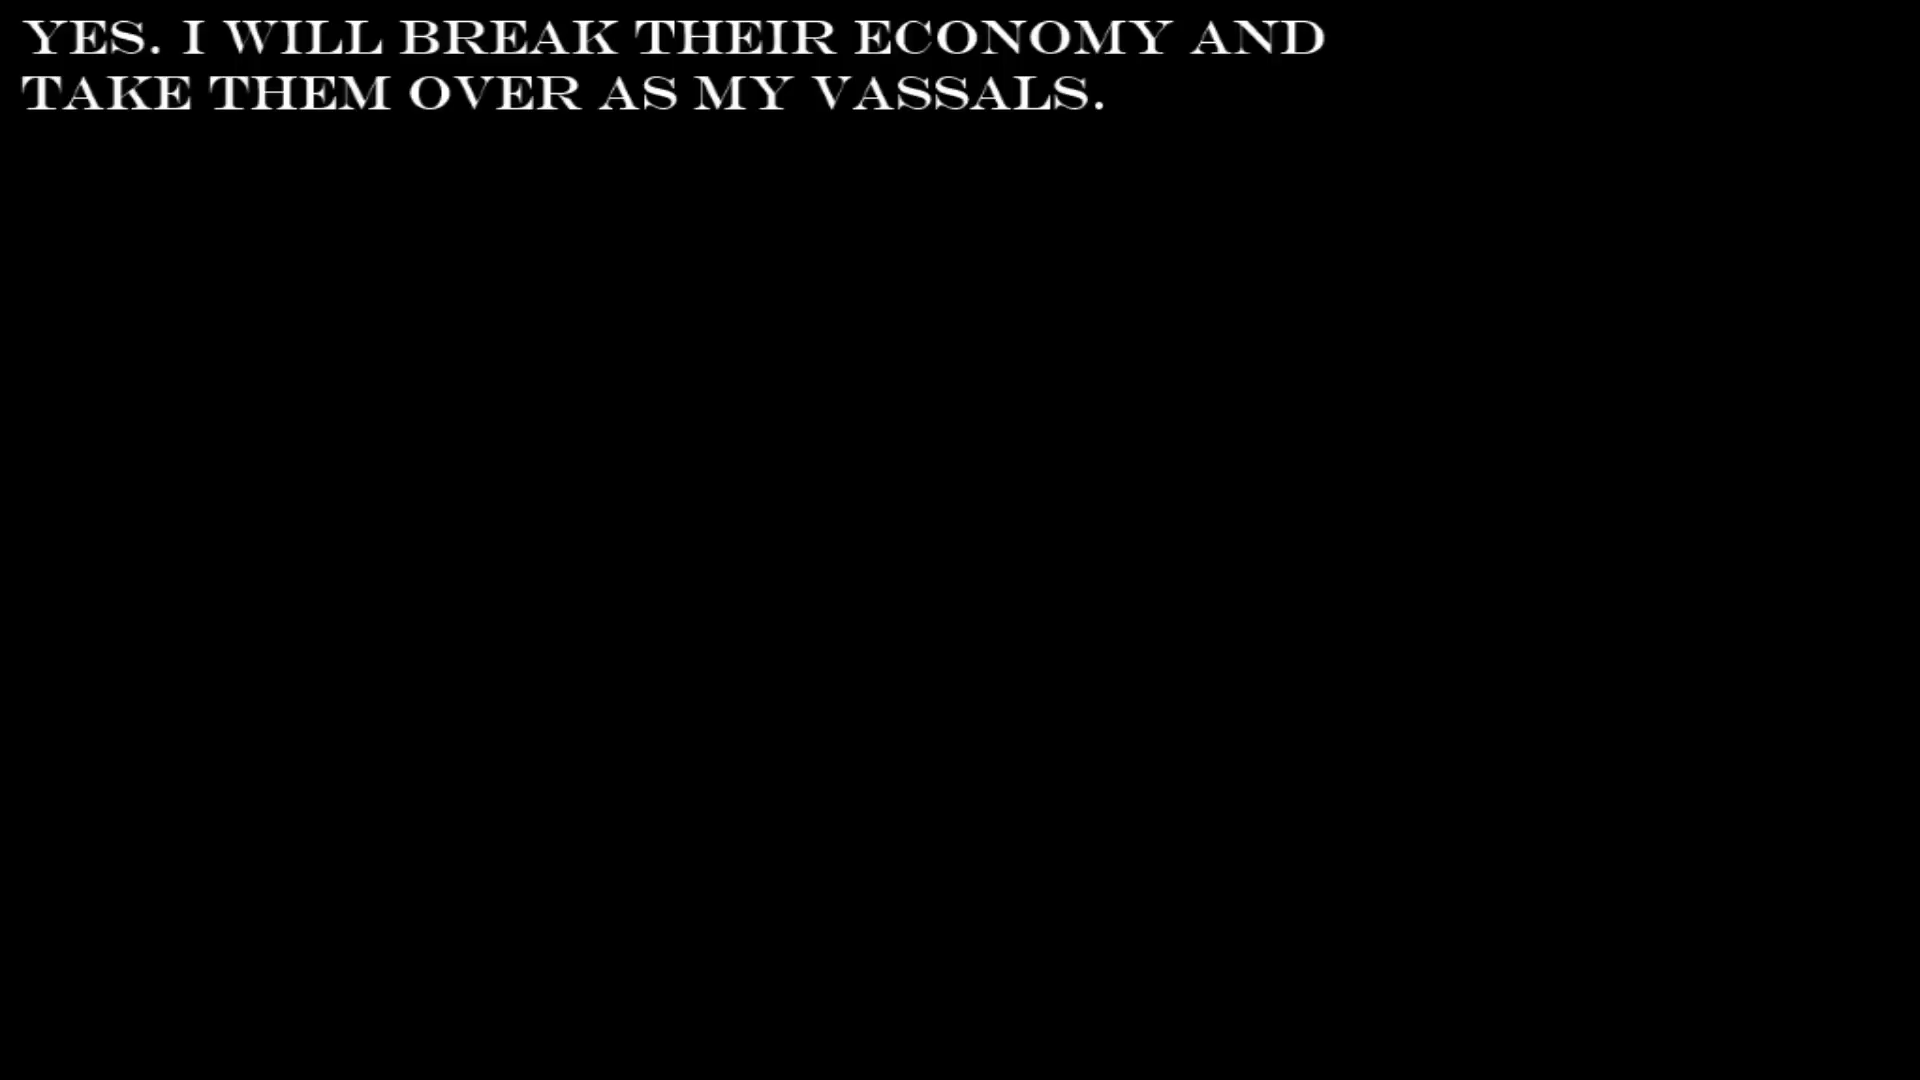 YES. I WILL BREAK THEIR ECONOMY AND
TAKE THEM OVER AS MY VASSALS.